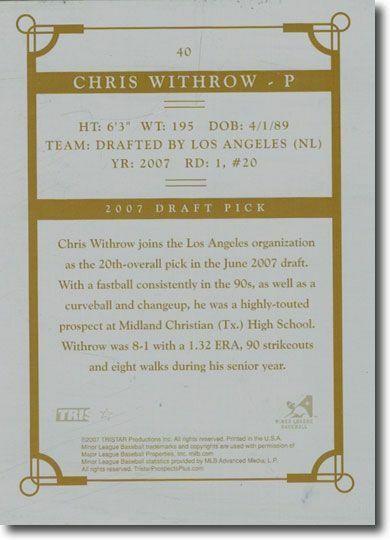 40
CHRIS WITHROW - P
HT: 6'3" WT: 195 DOB: 4/1/89
TEAM: DRAFTED BY LOS ANGELES (NL)
YR: 2007 RD: 1, #20
2007 DRAFT PICK
Chris Withrow joins the Los Angeles organization
as the 20th-overall pick in the June 2007 draft.
With a fastball consistently in the 90s, as well as a
curveball and changeup, he was a highly-touted
prospect at Midland Christian (Tx.) High School.
Withrow was 8-1 with a 1.32 ERA, 90 strikeouts
and eight walks during his senior year.
TRIS
MINOR LEAGUE
BASEBALL
©2007 TRISTAR Productions Inc. All rights reserved. Printed in the U.S.A.
Minor League Baseball trademarks and copyrights are used with permission of
Major League Baseball Properties, Inc. milb.com
Minor League Baseball statistics provided by MLB Advanced Media, L.P.
All rights reserved. TristarProspectsPlus.com